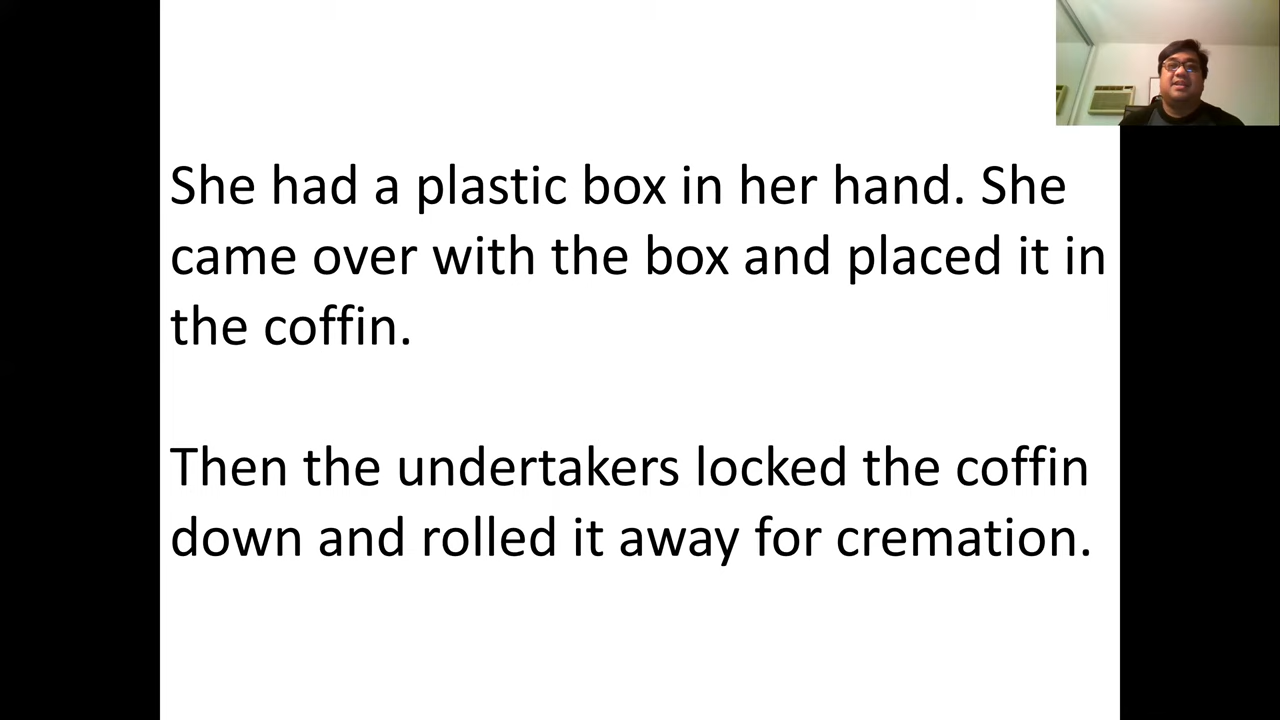 She had a plastic box in her hand. She
came over with the box and placed it in
the coffin.
Then the undertakers locked the coffin
down and rolled it away for cremation.